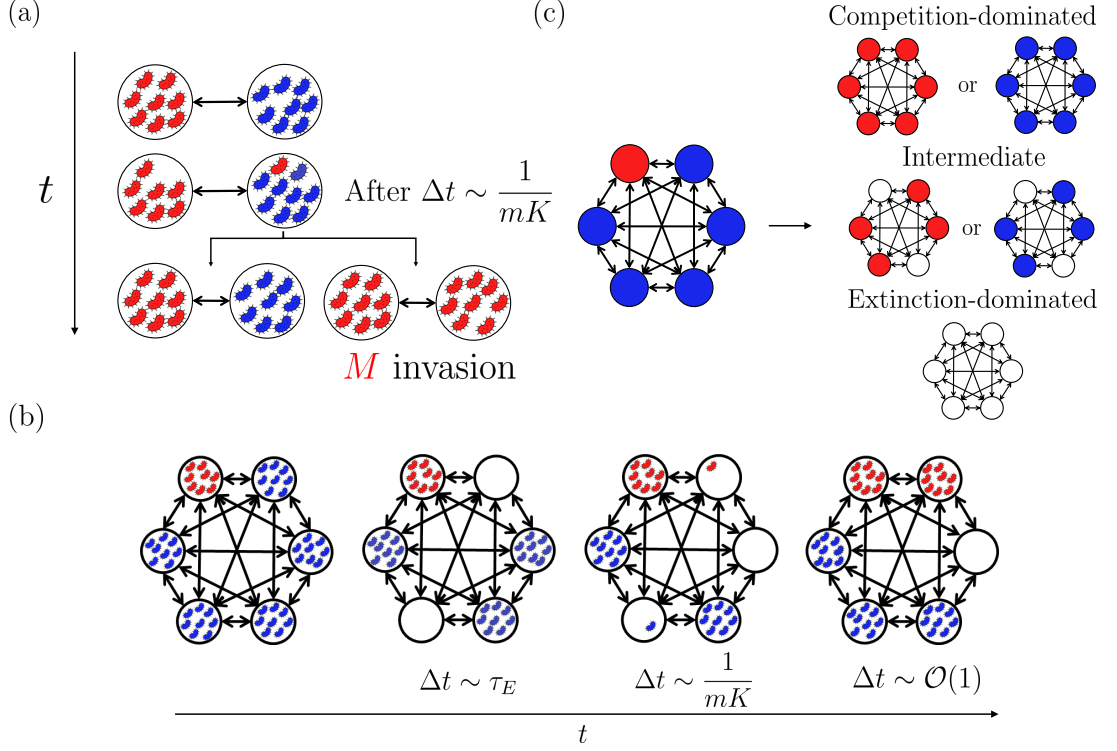 (a)
t
After Δt ~ 1/mK
M invasion
(c)
Competition-dominated
or
Intermediate
or
Extinction-dominated
(b)
Δt ~ τ_E
Δt ~ 1/mK
Δt ~ 𝒪(1)
t